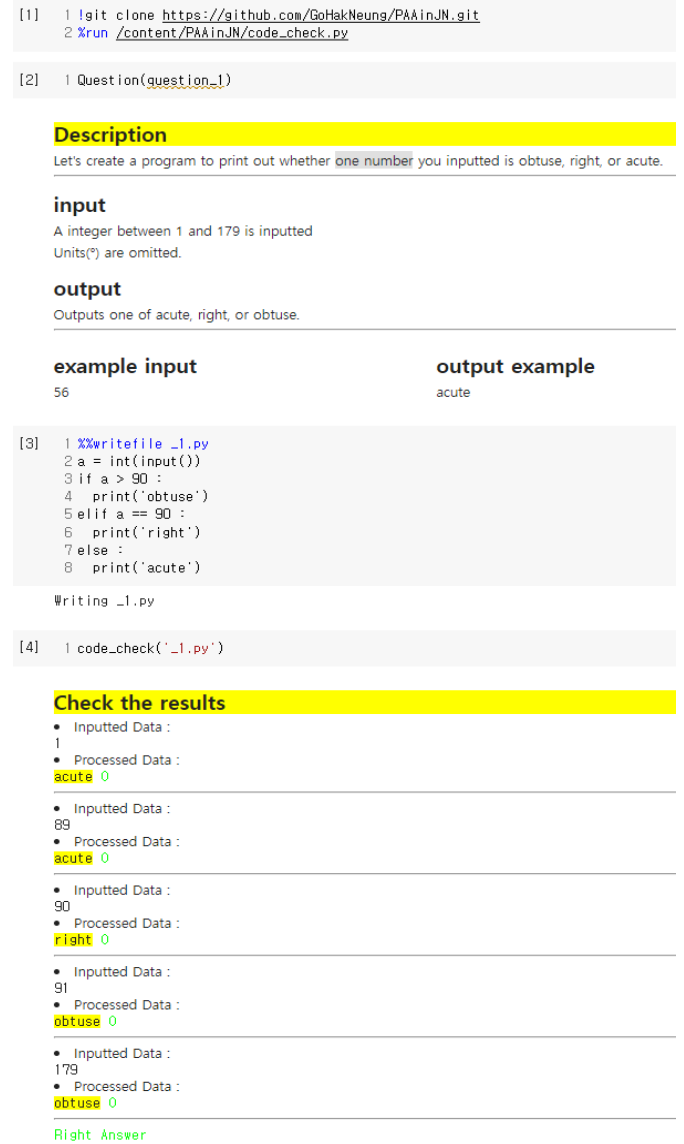 [1] 1 !git clone https://github.com/GoHakNeung/PAAinJN.git
2 %run /content/PAAinJN/code_check.py
[2] 1 Question(question_1)
Description
Let's create a program to print out whether one number you inputted is obtuse, right, or acute.
input
A integer between 1 and 179 is inputted
Units(°) are omitted.
output
Outputs one of acute, right, or obtuse.
example input output example
56 acute
[3] 1 %%writefile _1.py
2 a = int(input())
3 if a > 90 :
4   print('obtuse')
5 elif a == 90 :
6   print('right')
7 else :
8   print('acute')
Writing _1.py
[4] 1 code_check('_1.py')
Check the results
• Inputted Data :
1
• Processed Data :
acute O
• Inputted Data :
89
• Processed Data :
acute O
• Inputted Data :
90
• Processed Data :
right O
• Inputted Data :
91
• Processed Data :
obtuse O
• Inputted Data :
179
• Processed Data :
obtuse O
Right Answer